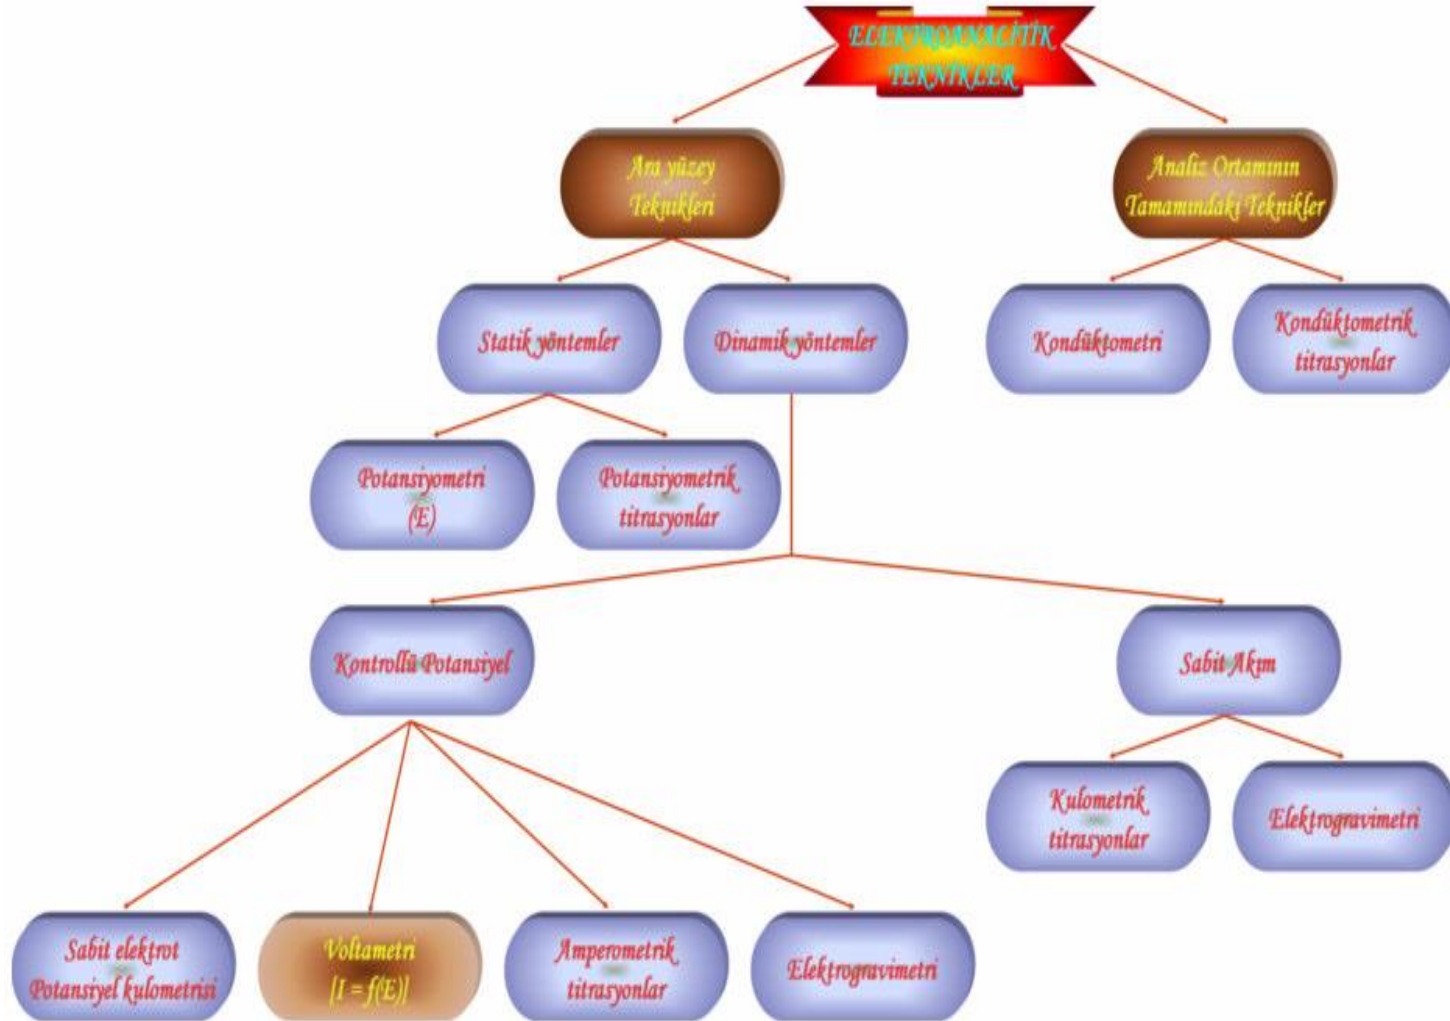 ELEKTROANALİTİK
TEKNİKLER
Ara yüzey
Teknikleri
Analiz Ortamının
Tamamındaki Teknikler
Statik yöntemler
Dinamik yöntemler
Kondüktometri
Kondüktometrik
titrasyonlar
Potansiyometri
(E)
Potansiyometrik
titrasyonlar
Kontrollü Potansiyel
Sabit Akım
Kulometrik
titrasyonlar
Elektrogravimetri
Sabit elektrot
Potansiyel kulometrisi
Voltametri
[I = f(E)]
Amperometrik
titrasyonlar
Elektrogravimetri